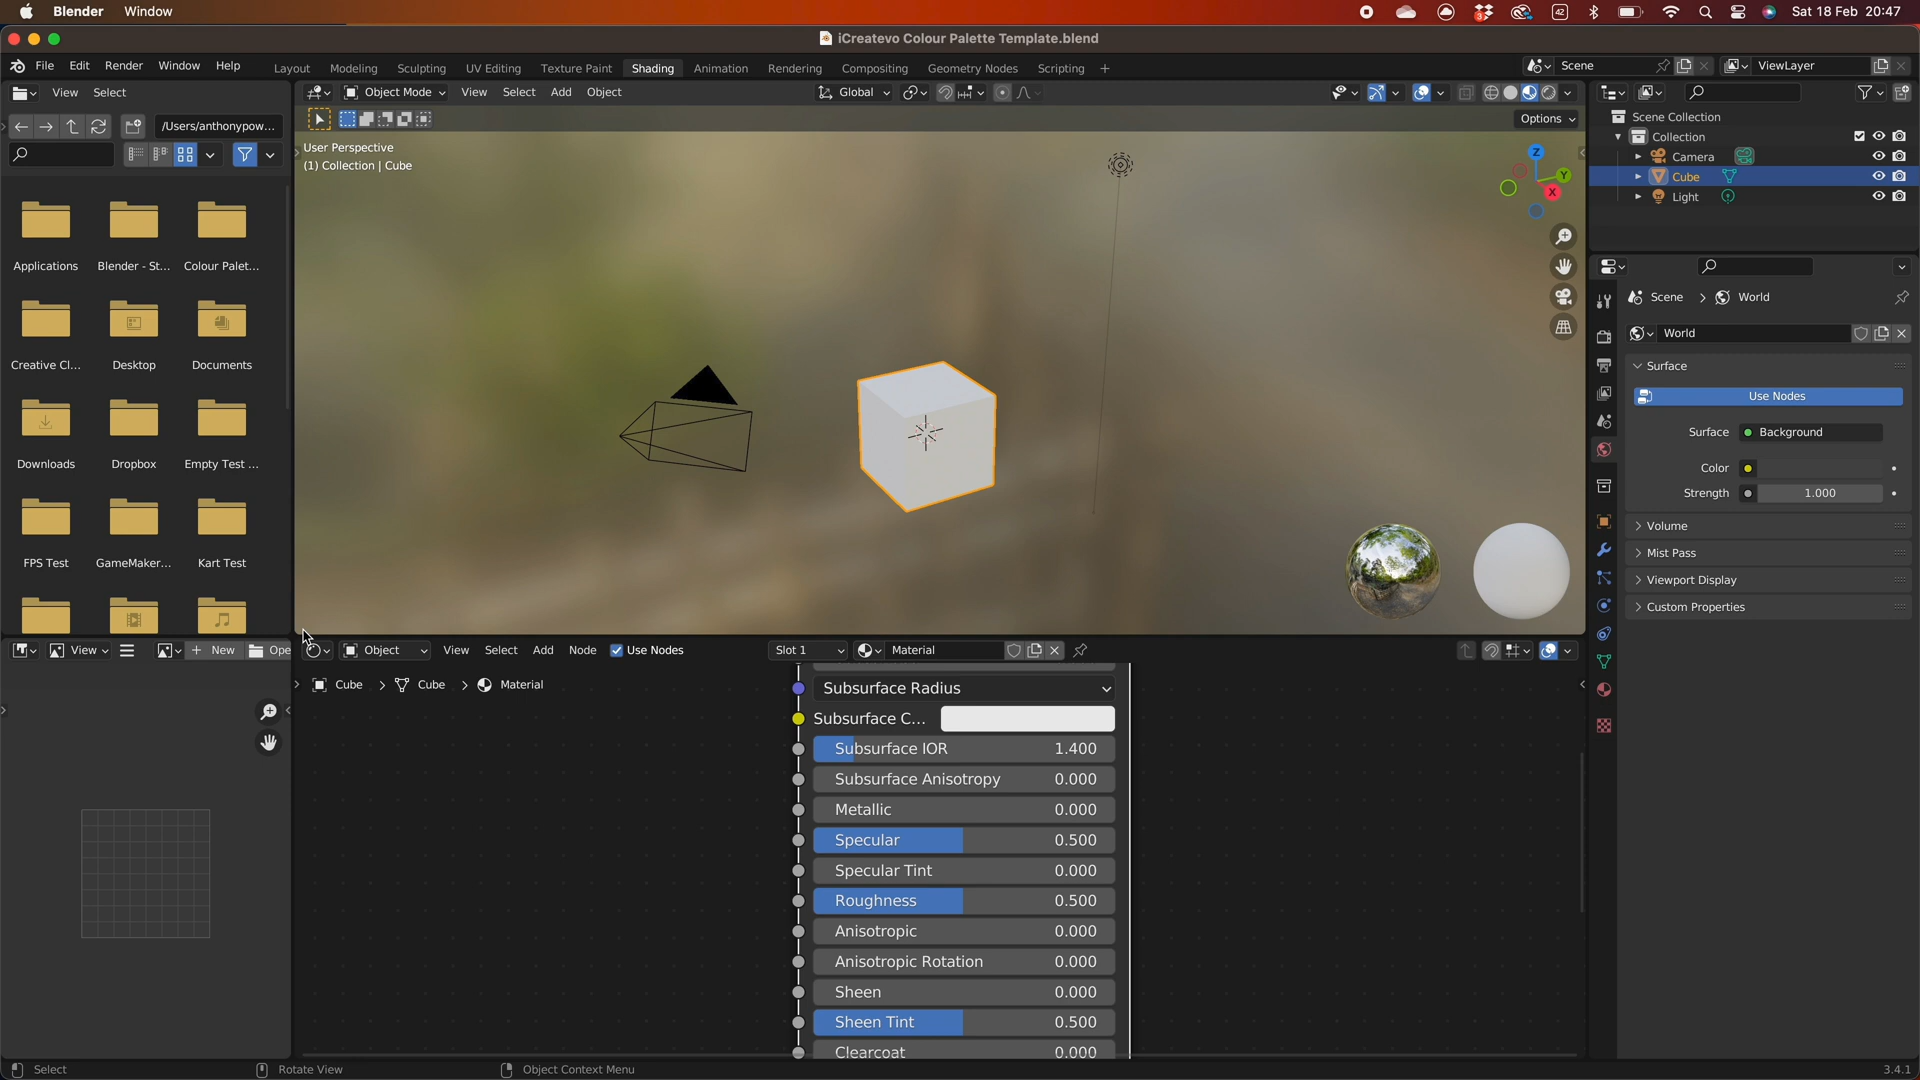 Blender Window
3 42 Sat 18 Feb 20:47
iCreatevo Colour Palette Template.blend
File Edit Render Window Help Layout Modeling Sculpting UV Editing Texture Paint Shading Animation Rendering Compositing Geometry Nodes Scripting +
Scene ViewLayer
View Select
Object Mode View Select Add Object Global
Options
/Users/anthonypow...
Applications Blender - St... Colour Palet...
Creative Cl... Desktop Documents
Downloads Dropbox Empty Test ...
FPS Test GameMaker... Kart Test
User Perspective
(1) Collection | Cube
Z
Y
X
Scene Collection
Collection
Camera
Cube
Light
Scene > World
World
Surface
Use Nodes
Surface Background
Color
Strength 1.000
Volume
Mist Pass
Viewport Display
Custom Properties
View New Ope
Object View Select Add Node Use Nodes Slot 1 Material
Cube > Cube > Material
Subsurface Radius
Subsurface C...
Subsurface IOR 1.400
Subsurface Anisotropy 0.000
Metallic 0.000
Specular 0.500
Specular Tint 0.000
Roughness 0.500
Anisotropic 0.000
Anisotropic Rotation 0.000
Sheen 0.000
Sheen Tint 0.500
Clearcoat 0.000
Select Rotate View Object Context Menu 3.4.1